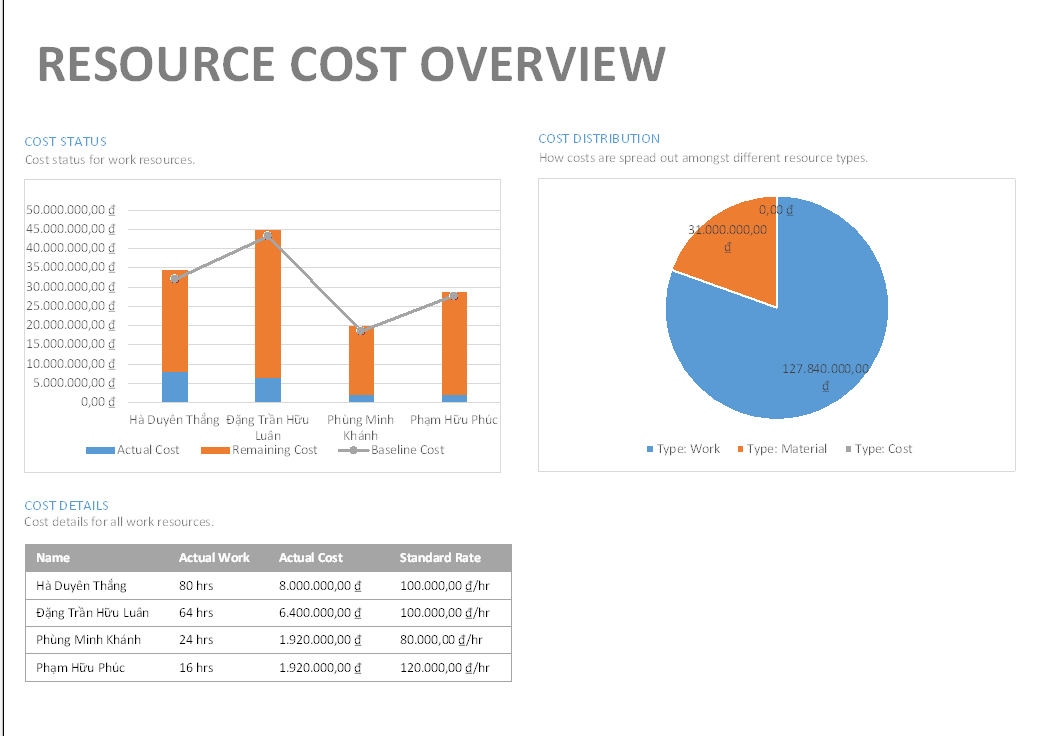 RESOURCE COST OVERVIEW
COST STATUS
Cost status for work resources.
50.000.000,00 ₫
45.000.000,00 ₫
40.000.000,00 ₫
35.000.000,00 ₫
30.000.000,00 ₫
25.000.000,00 ₫
20.000.000,00 ₫
15.000.000,00 ₫
10.000.000,00 ₫
5.000.000,00 ₫
0,00 ₫
Hà Duyên Thắng Đặng Trần Hữu Phùng Minh Phạm Hữu Phúc
Luân Khánh
Actual Cost Remaining Cost Baseline Cost
COST DISTRIBUTION
How costs are spread out amongst different resource types.
0,00 ₫
31.000.000,00
₫
127.840.000,00
₫
Type: Work Type: Material Type: Cost
COST DETAILS
Cost details for all work resources.
Name Actual Work Actual Cost Standard Rate
Hà Duyên Thắng 80 hrs 8.000.000,00 ₫ 100.000,00 ₫/hr
Đặng Trần Hữu Luân 64 hrs 6.400.000,00 ₫ 100.000,00 ₫/hr
Phùng Minh Khánh 24 hrs 1.920.000,00 ₫ 80.000,00 ₫/hr
Phạm Hữu Phúc 16 hrs 1.920.000,00 ₫ 120.000,00 ₫/hr